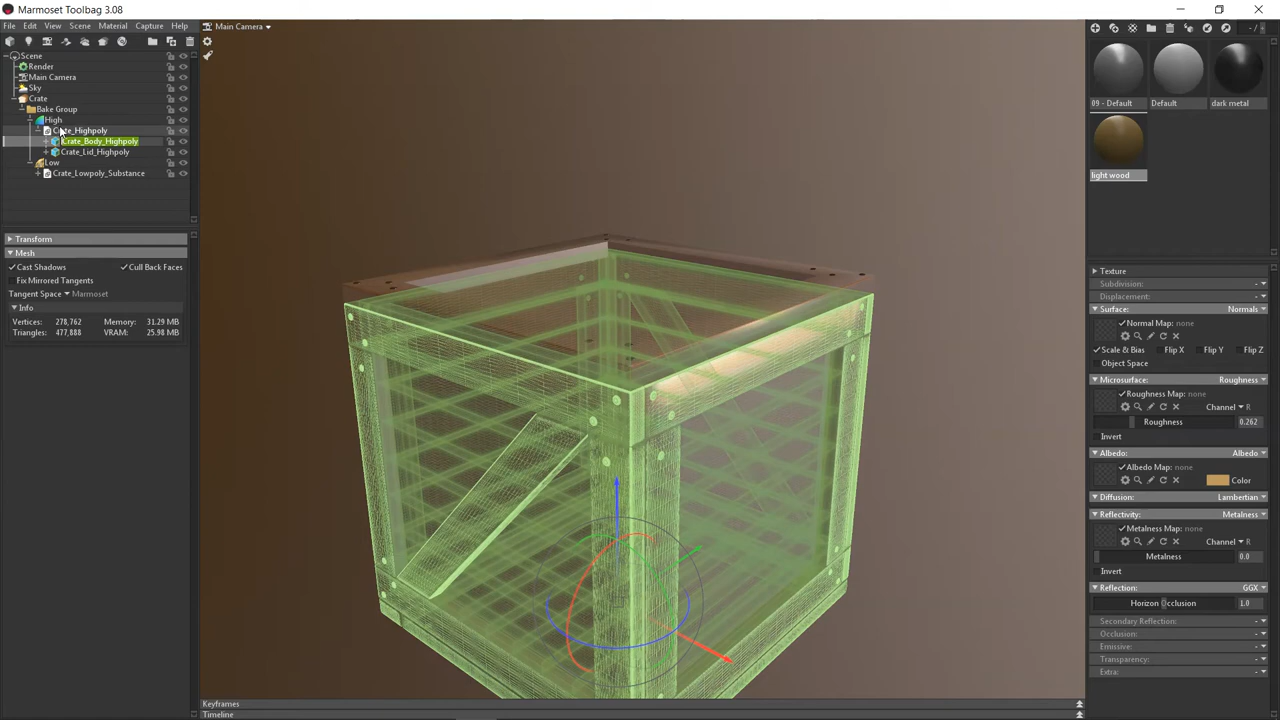 Marmoset Toolbag 3.08
File Edit View Scene Material Capture Help
Main Camera
- /
Scene
Render
Main Camera
Sky
Crate
Bake Group
High
Crate_Highpoly
Crate_Body_Highpoly
Crate_Lid_Highpoly
Low
Crate_Lowpoly_Substance
Transform
Mesh
Cast Shadows Cull Back Faces
Fix Mirrored Tangents
Tangent Space Marmoset
Info
Vertices: 278,762 Memory: 31.29 MB
Triangles: 477,888 VRAM: 25.98 MB
Keyframes
Timeline
09 - Default Default dark metal
light wood
Texture
Subdivision: -
Displacement: -
Surface: Normals
Normal Map: none
Scale & Bias Flip X Flip Y Flip Z
Object Space
Microsurface: Roughness
Roughness Map: none
Channel R
Roughness 0.262
Invert
Albedo: Albedo
Albedo Map: none
Color
Diffusion: Lambertian
Reflectivity: Metalness
Metalness Map: none
Channel R
Metalness 0.0
Invert
Reflection: GGX
Horizon Occlusion 1.0
Secondary Reflection: -
Occlusion: -
Emissive: -
Transparency: -
Extra: -